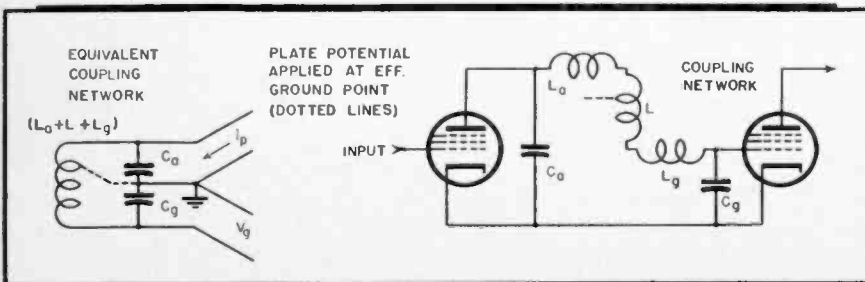 EQUIVALENT
COUPLING
NETWORK
(La+L+Lg)
Ca
Cg
Ip
Vg
PLATE POTENTIAL
APPLIED AT EFF.
GROUND POINT
(DOTTED LINES)
INPUT
Ca
La
L
Lg
Cg
COUPLING
NETWORK